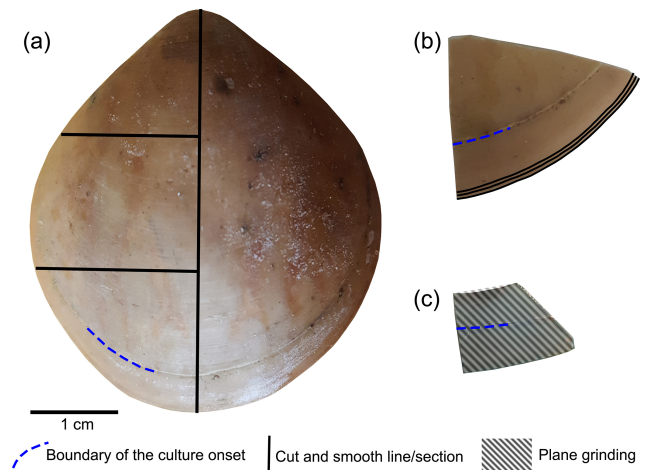 (a)
(b)
(c)
1 cm
Boundary of the culture onset
Cut and smooth line/section
Plane grinding